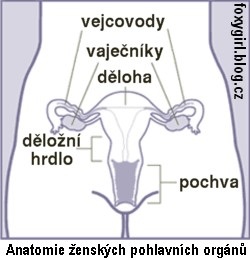 vejcovody
vaječníky
děloha
děložní
hrdlo
pochva
foxygirl.blog.cz
Anatomie ženských pohlavních orgánů